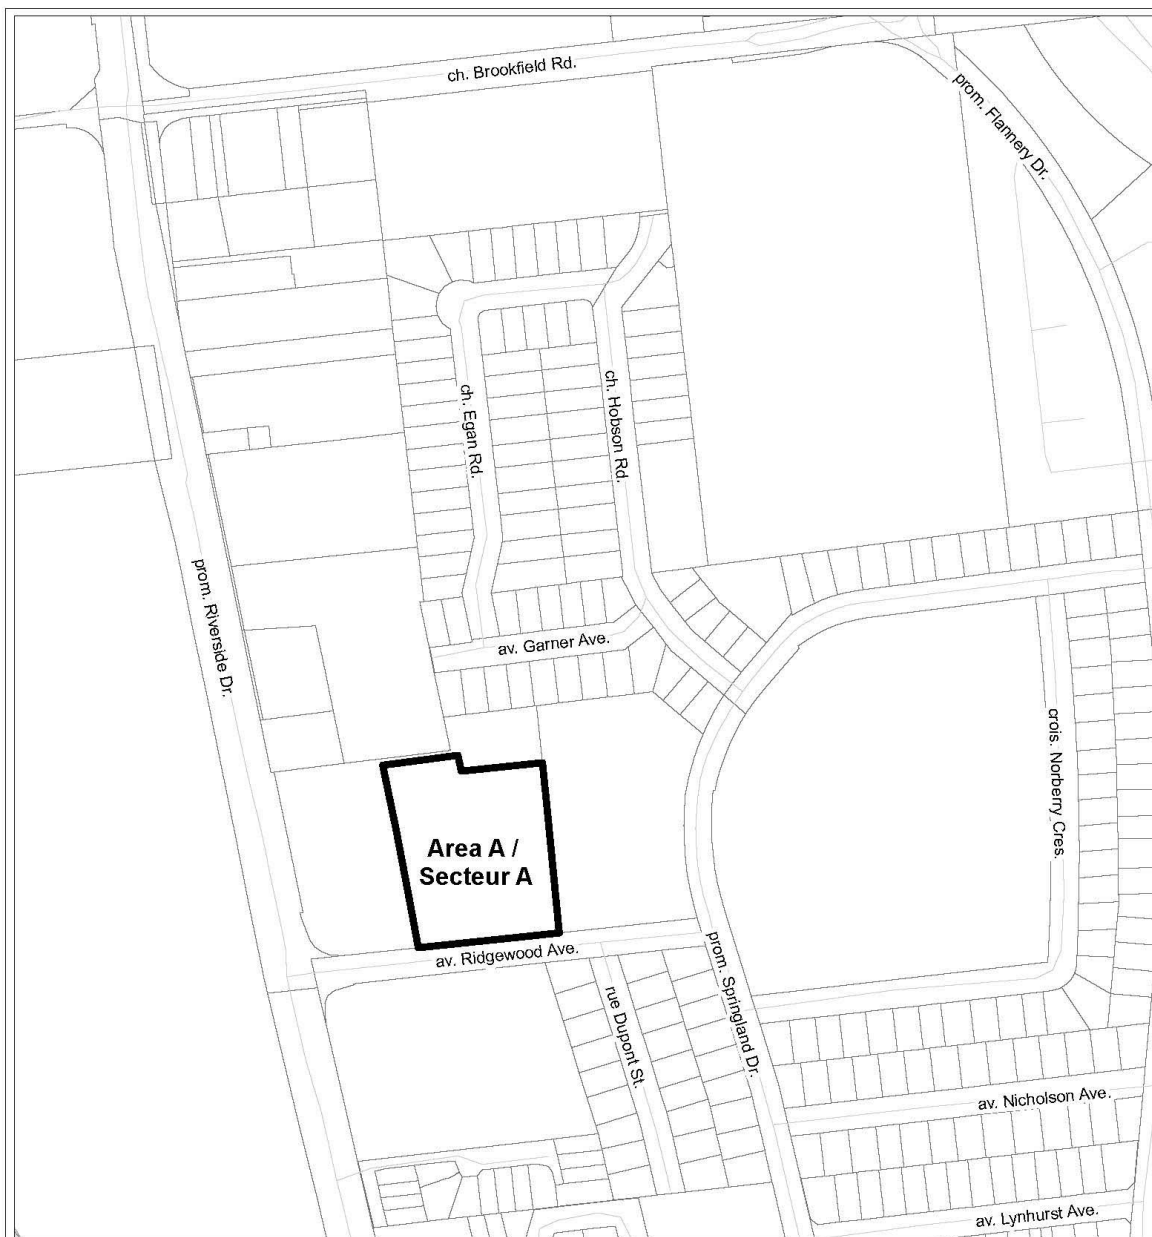 ch. Brookfield Rd.
prom. Flannery Dr.
ch. Egan Rd.
ch. Hobson Rd.
prom. Riverside Dr.
av. Garner Ave.
crois. Norberry Cres.
Area A /
Secteur A
av. Ridgewood Ave.
prom. Springland Dr.
rue Dupont St.
av. Nicholson Ave.
av. Lynhurst Ave.